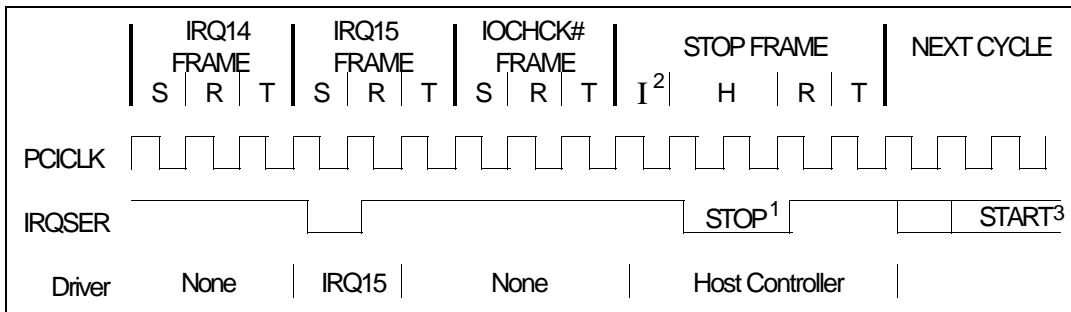 IRQ14 FRAME IRQ15 FRAME IOCHCK# FRAME STOP FRAME NEXT CYCLE
S R T S R T S R T I2 H R T
PCICLK
IRQSER STOP1 START3
Driver None IRQ15 None Host Controller